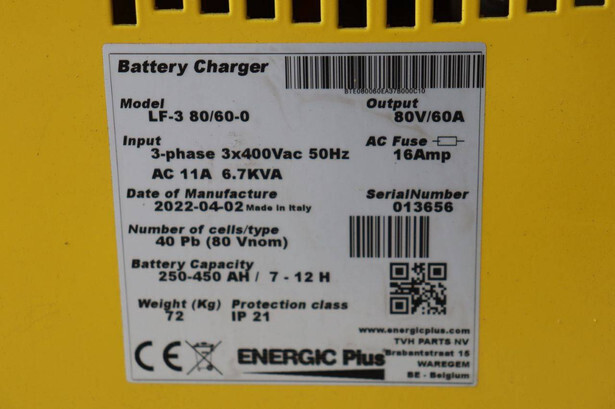 Battery Charger
Model
LF-3 80/60-0
Output
80V/60A
Input
3-phase 3x400Vac 50Hz
AC 11A 6.7KVA
AC Fuse
16Amp
Date of Manufacture
2022-04-02 Made in Italy
SerialNumber
013656
Number of cells/type
40 Pb (80 Vnom)
Battery Capacity
250-450 AH / 7 - 12 H
Weight (Kg) Protection class
72 IP 21
www.energicplus.com
TVH PARTS NV
Brabantstraat 15
WAREGEM
BE - Belgium
CE ENERGIC Plus